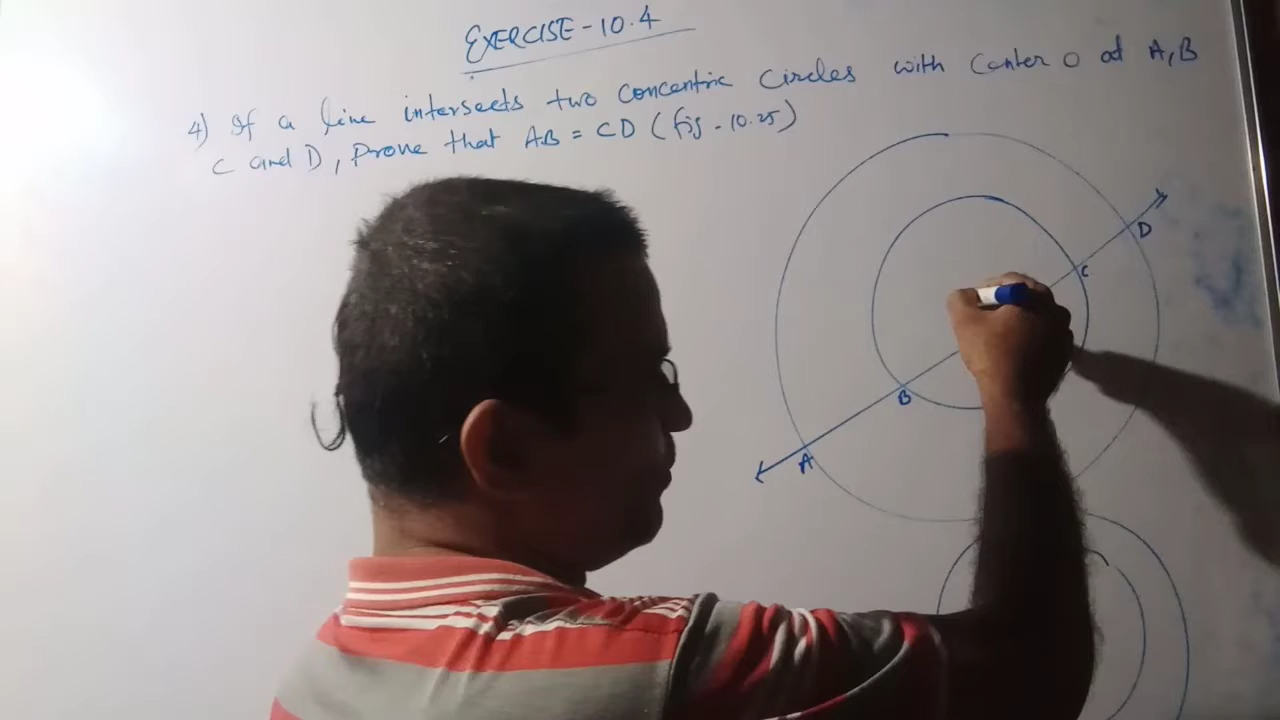 EXERCISE-10.4
4) If a line intersects two concentric circles with Center O at A,B
C and D, Prove that AB = CD (fig-10.25)
D
C
B
A